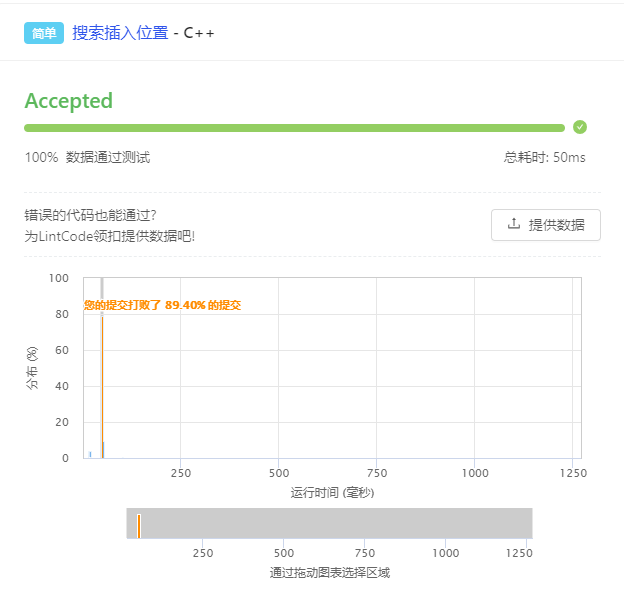 简单 搜索插入位置 - C++
Accepted
100% 数据通过测试 总耗时: 50ms
错误的代码也能通过?
为LintCode领扣提供数据吧!
提供数据
100
您的提交打败了 89.40% 的提交
80
60
40
20
0
分布 (%)
250 500 750 1000 1250
运行时间 (毫秒)
250 500 750 1000 1250
通过拖动图表选择区域